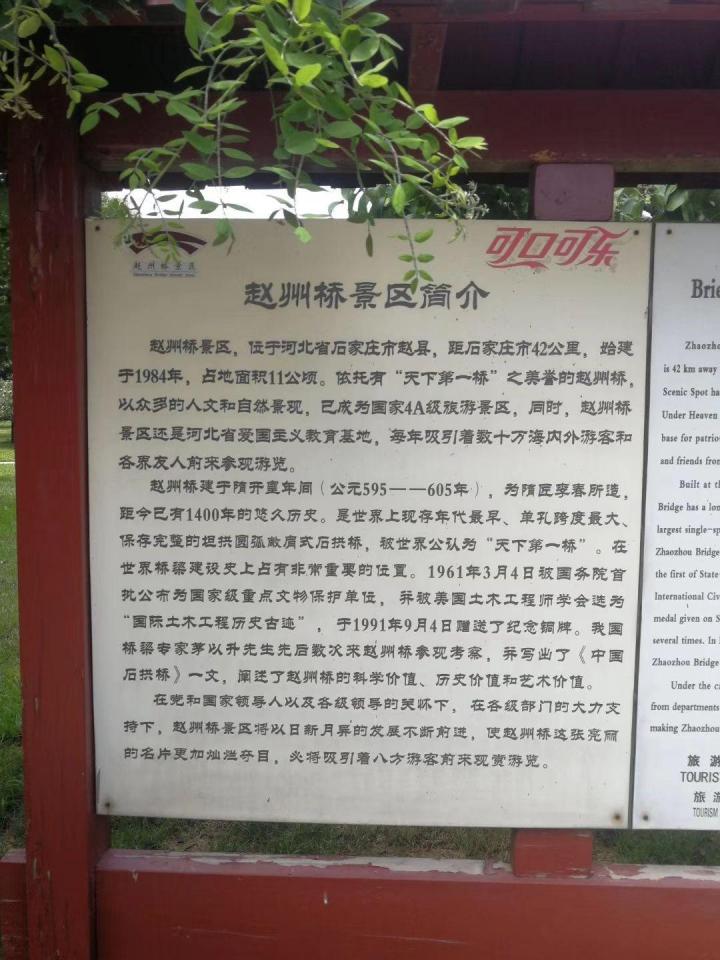 赵州桥景区
可口可乐
赵州桥景区简介
赵州桥景区，位于河北省石家庄市赵县，距石家庄市42公里，始建
于1984年，占地面积11公顷。依托有“天下第一桥”之美誉的赵州桥，
以众多的人文和自然景观，已成为国家4A级旅游景区，同时，赵州桥
景区还是河北省爱国主义教育基地，每年吸引着数十万海内外游客和
各界友人前来参观游览。
赵州桥建于隋开皇年间（公元595——605年），为隋匠李春所造，
距今已有1400年的悠久历史。是世界上现存年代最早、单孔跨度最大、
保存完整的坦拱圆弧敞肩式石拱桥，被世界公认为“天下第一桥”。在
世界桥梁建设史上占有非常重要的位置。1961年3月4日被国务院首
批公布为国家级重点文物保护单位，并被美国土木工程师学会选为
“国际土木工程历史古迹”，于1991年9月4日赠送了纪念铜牌。我国
桥梁专家茅以升先生先后数次来赵州桥参观考察，并写出了《中国
石拱桥》一文，阐述了赵州桥的科学价值、历史价值和艺术价值。
在党和国家领导人以及各级领导的关怀下，在各级部门的大力支
持下，赵州桥景区将以日新月异的发展不断前进，使赵州桥这张亮丽
的名片更加灿烂夺目，必将吸引着八方游客前来观赏游览。
Brie
Zhaozho
is 42 km away
Scenic Spot ha
Under Heaven
base for patrio
and friends from
Built at th
Bridge has a lon
largest single-sp
Zhaozhou Bridge
the first of State
International Civi
medal given on S
several times. In
Zhaozhou Bridge
Under the ca
from departments
making Zhaozhou
旅 游
TOURIS
旅 游
TOURISM